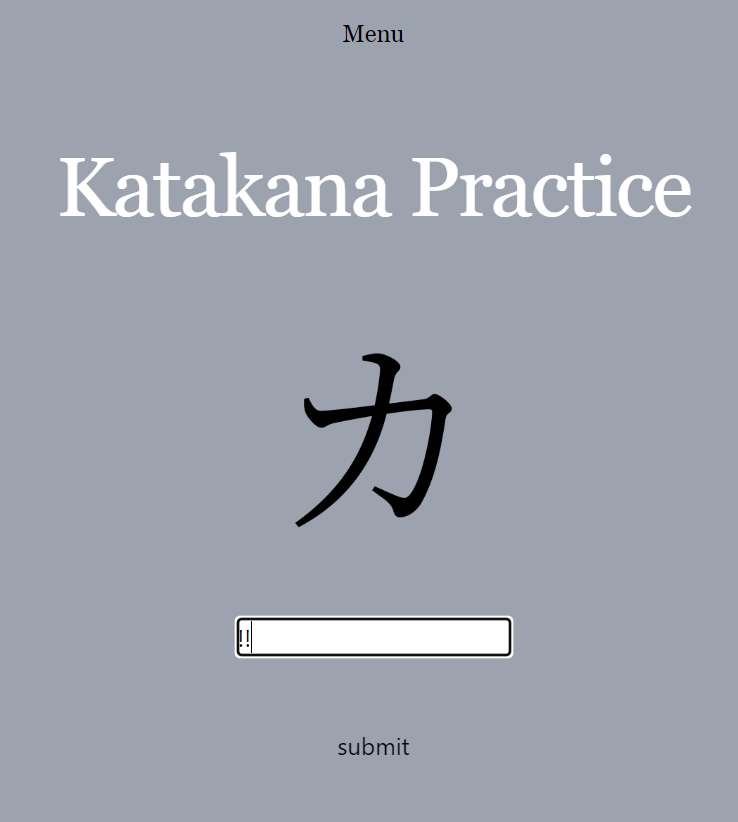 Menu
Katakana Practice
カ
!!
submit